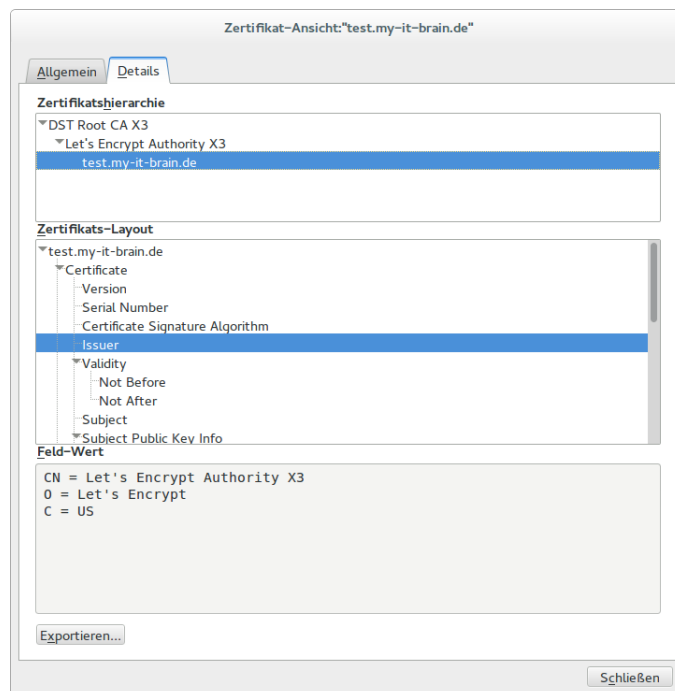 Zertifikat-Ansicht:"test.my-it-brain.de"
Allgemein Details
Zertifikatshierarchie
DST Root CA X3
Let's Encrypt Authority X3
test.my-it-brain.de
Zertifikats-Layout
test.my-it-brain.de
Certificate
Version
Serial Number
Certificate Signature Algorithm
Issuer
Validity
Not Before
Not After
Subject
Subject Public Key Info
Feld-Wert
CN = Let's Encrypt Authority X3
O = Let's Encrypt
C = US
Exportieren...
Schließen